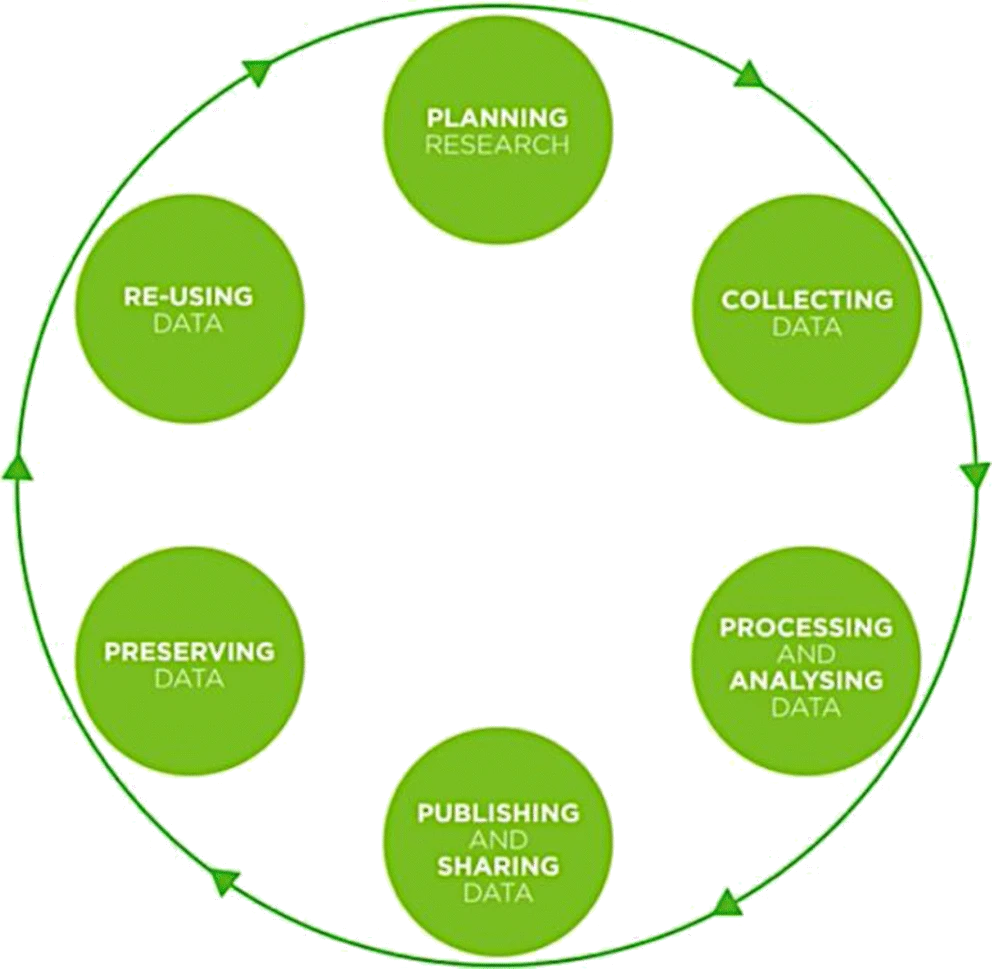 PLANNING
RESEARCH
COLLECTING
DATA
PROCESSING
AND
ANALYSING
DATA
PUBLISHING
AND
SHARING
DATA
PRESERVING
DATA
RE-USING
DATA